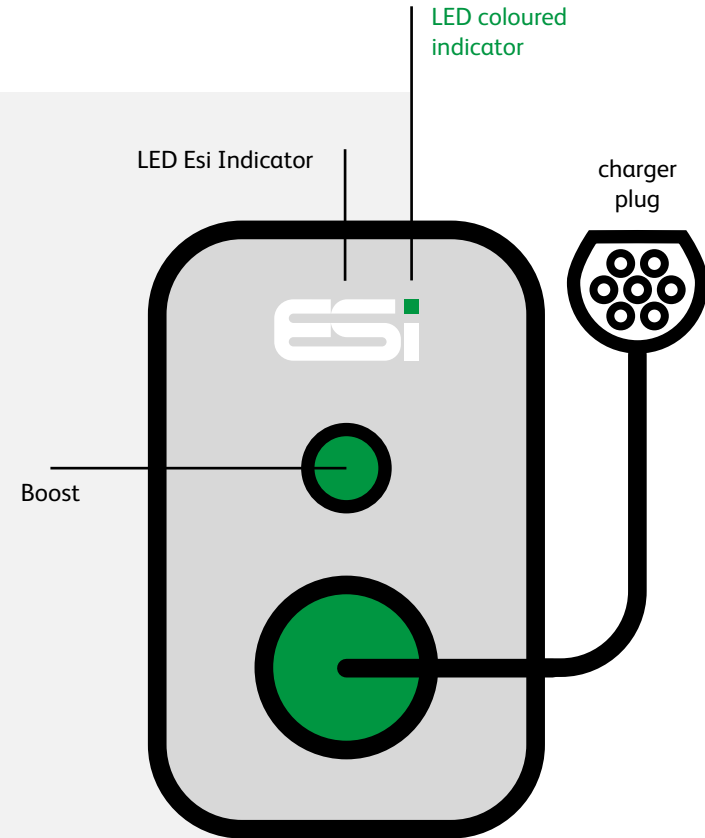 LED coloured
indicator
LED Esi Indicator
charger
plug
ESi
Boost